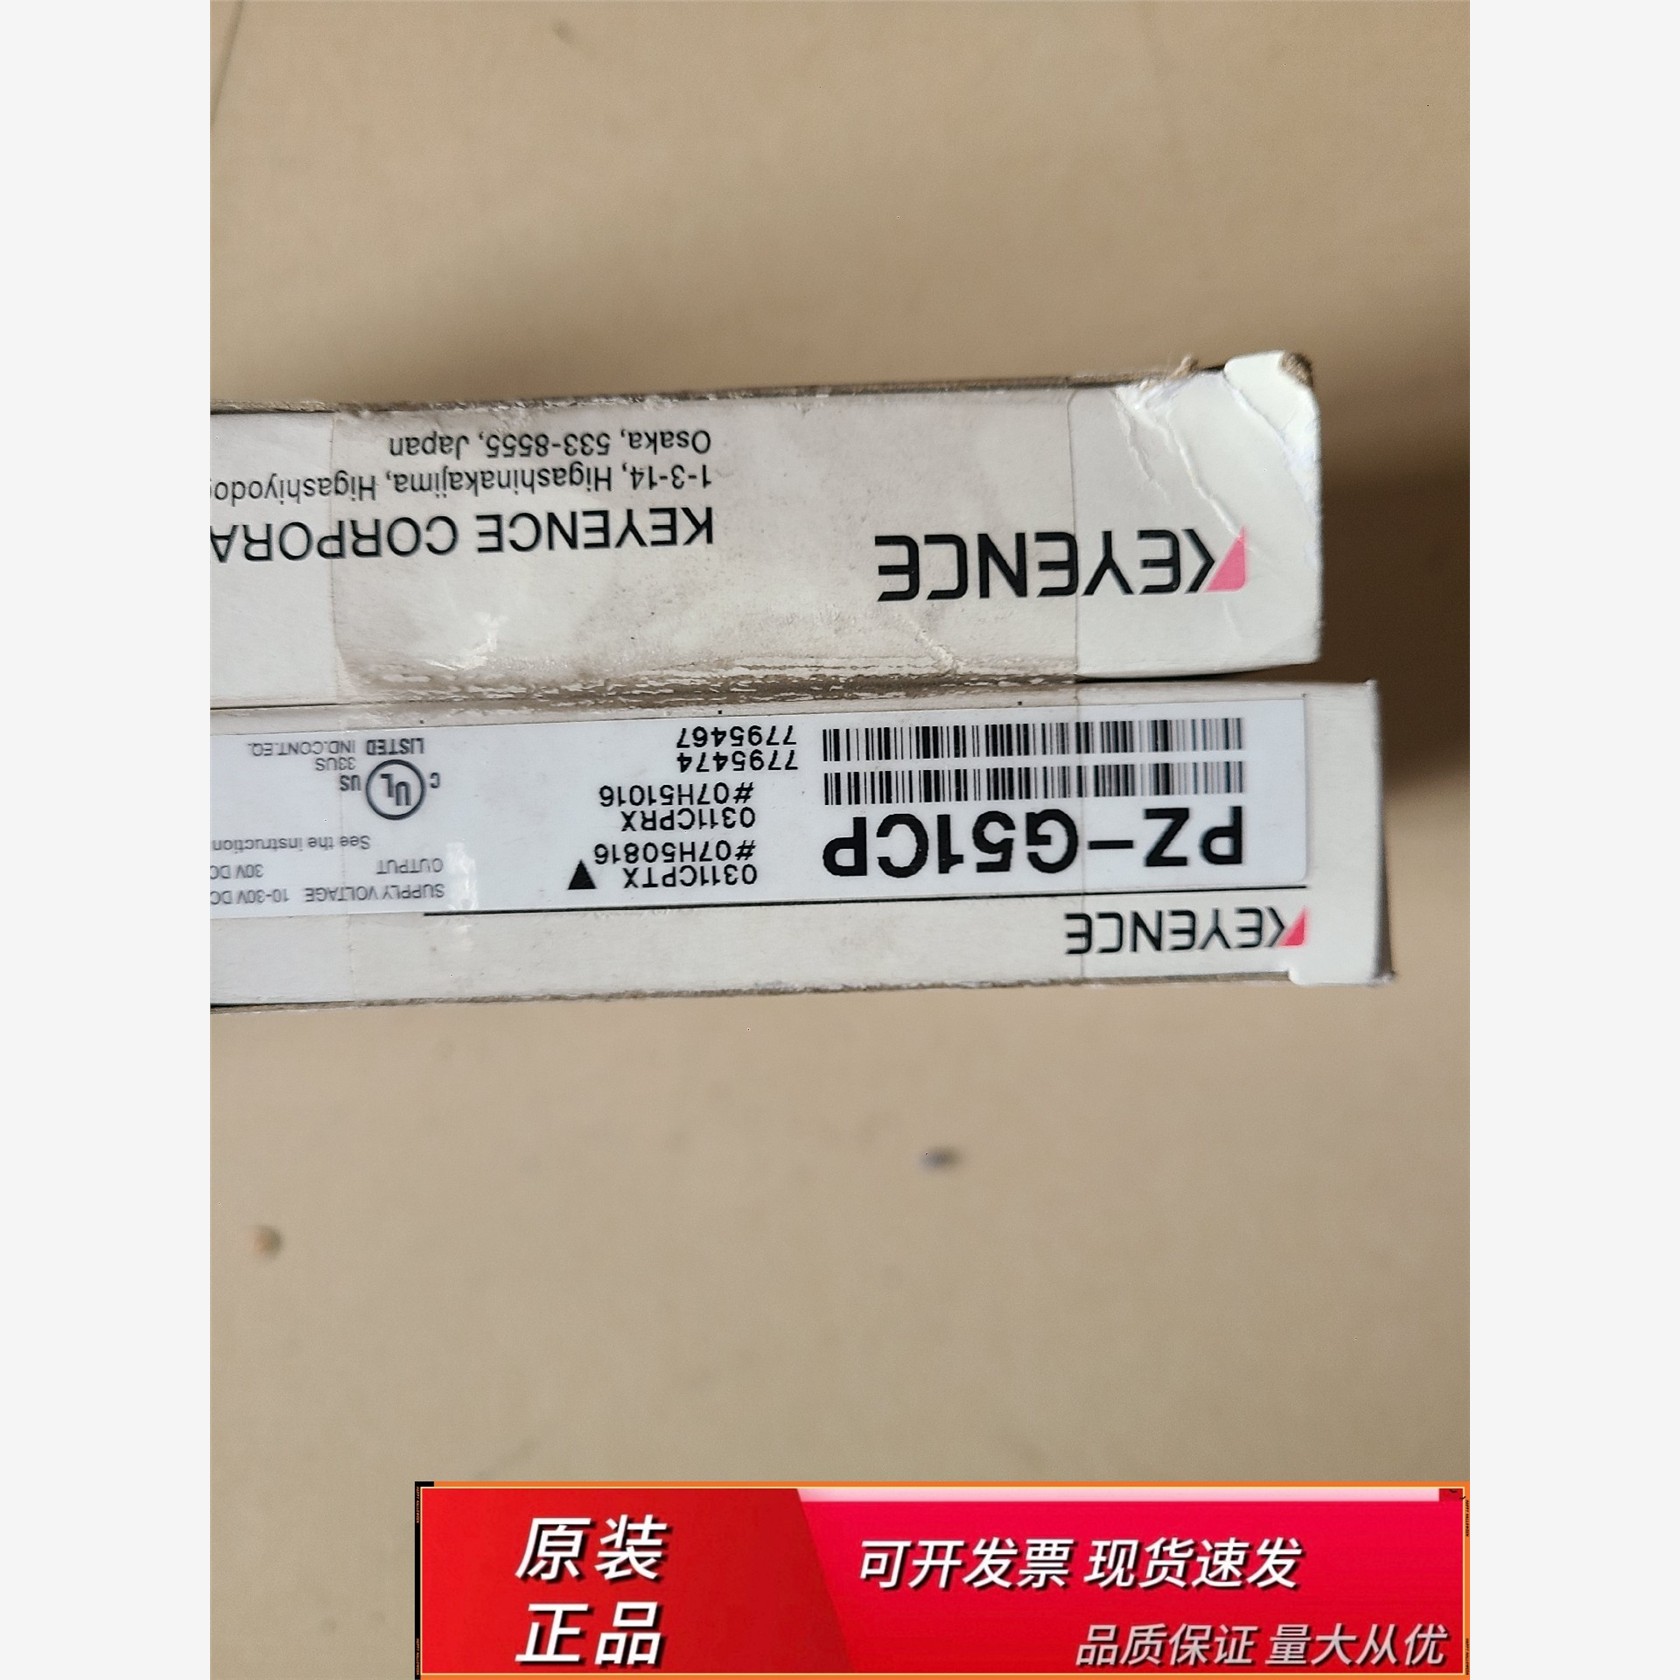 KEYENCE
KEYENCE CORPORA
1-3-14, Higashinakajima, Higashiyodo
Osaka, 533-8555, Japan
KEYENCE
PZ-G51CP
0311CPTX
#07H50816
0311CPRX
#07H51016
7795474
7795467
SUPPLY VOLTAGE 10-30V DC
OUTPUT 30V DC
See the instruction
C UL US
33US
LISTED IND.CONT.EQ.
原装
正品
可开发票 现货速发
品质保证 量大从优